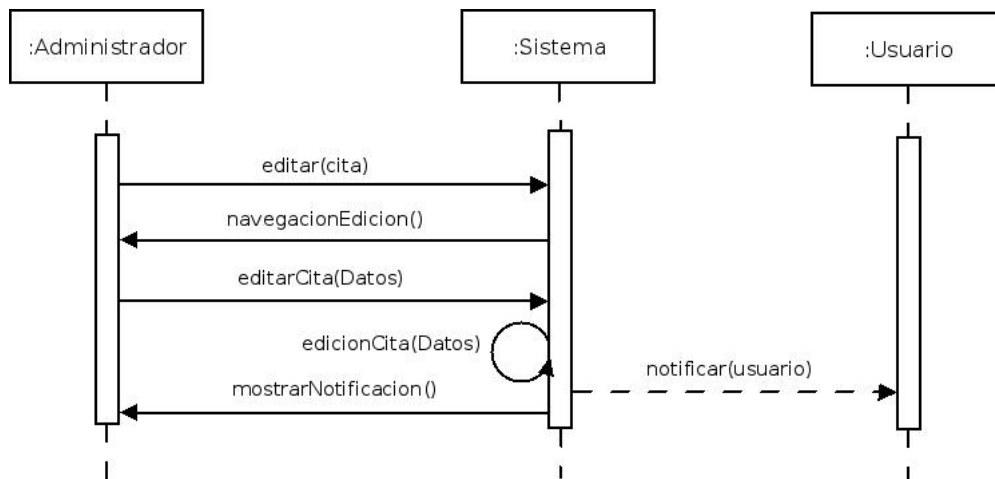 :Administrador
:Sistema
:Usuario
editar(cita)
navegacionEdicion()
editarCita(Datos)
edicionCita(Datos)
notificar(usuario)
mostrarNotificacion()